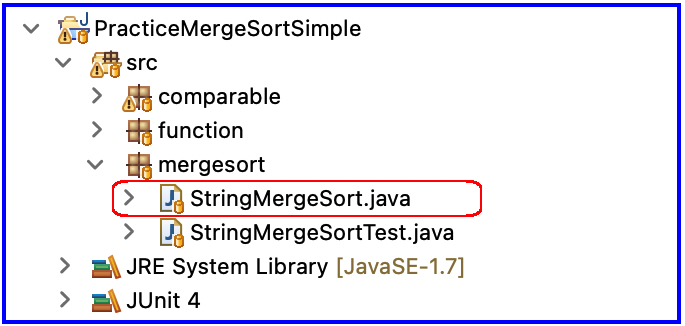 PracticeMergeSortSimple
src
comparable
function
mergesort
StringMergeSort.java
StringMergeSortTest.java
JRE System Library [JavaSE-1.7]
JUnit 4